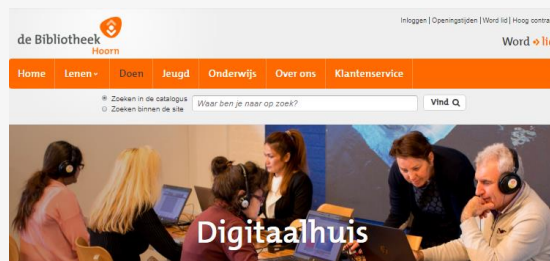 Inloggen | Openingstijden | Word lid | Hoog contra
de Bibliotheek
Hoorn
Word lid
Home Lenen Doen Jeugd Onderwijs Over ons Klantenservice
Zoeken in de catalogus
Zoeken binnen de site
Waar ben je naar op zoek?
Vind
Digitaalhuis